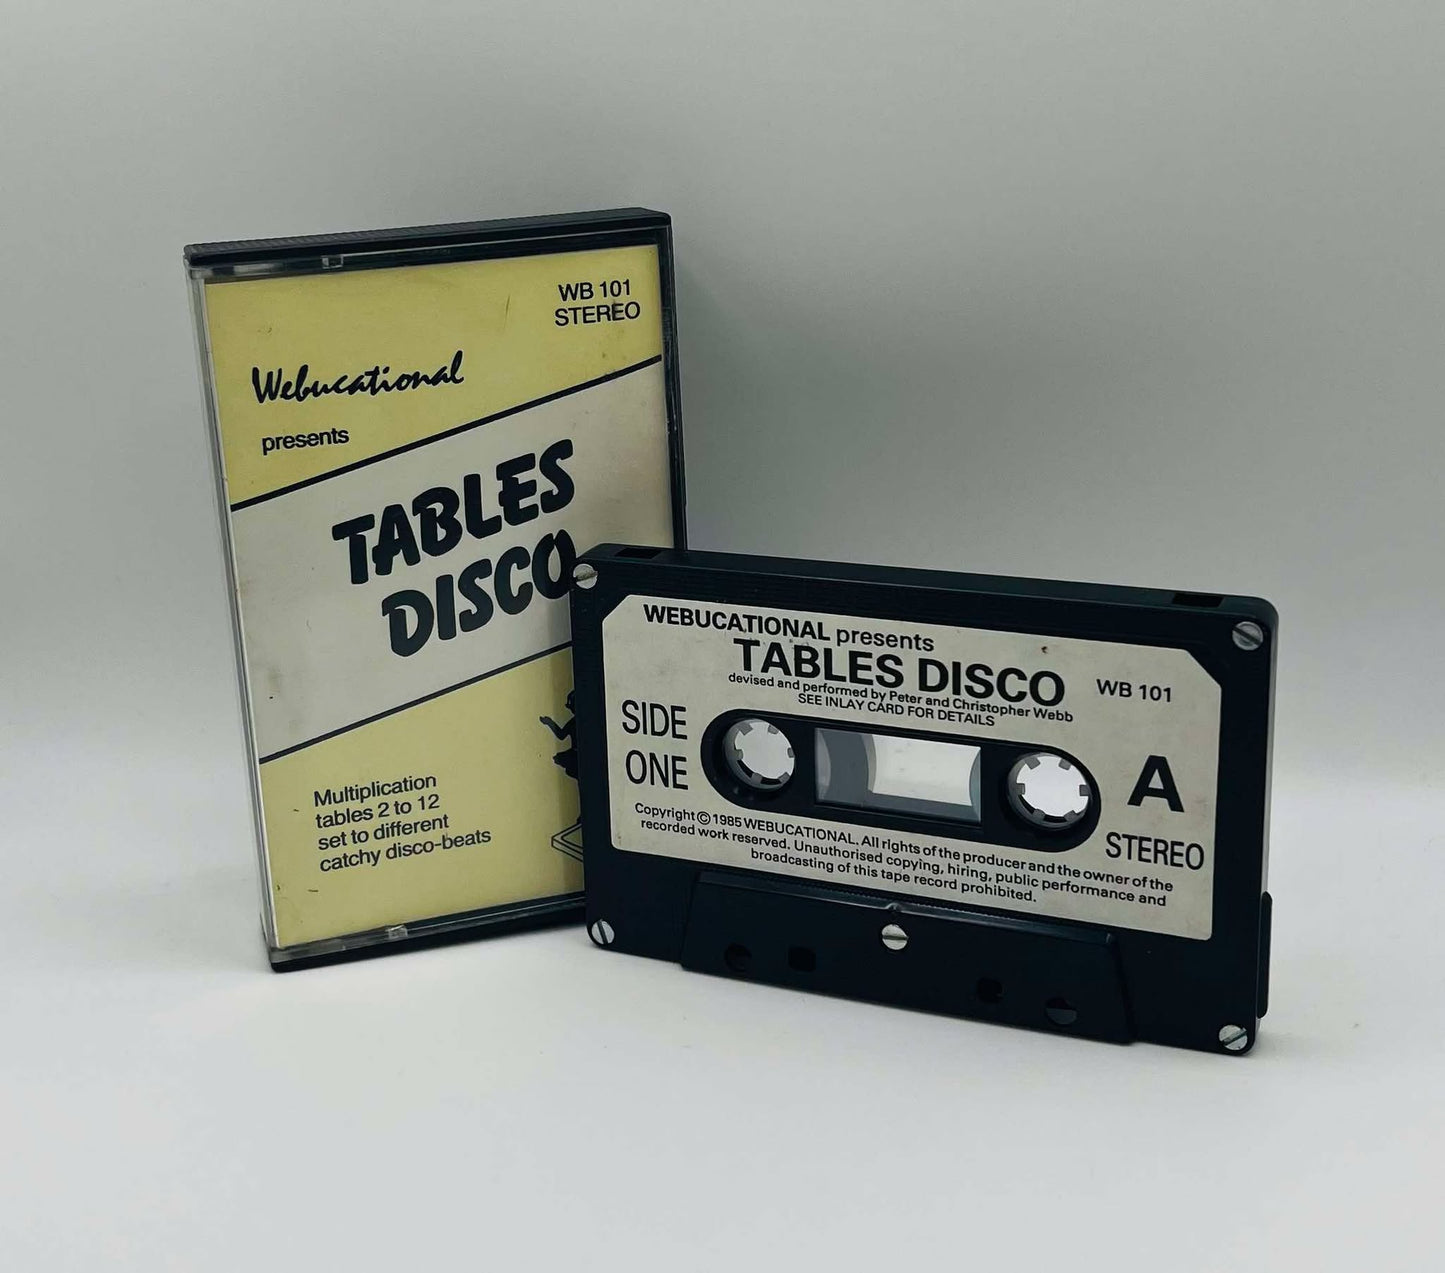 WB 101
STEREO
Webucational
presents
TABLES
DISCO
Multiplication
tables 2 to 12
set to different
catchy disco-beats
WEBUCATIONAL presents
TABLES DISCO
WB 101
devised and performed by Peter and Christopher Webb
SEE INLAY CARD FOR DETAILS
SIDE
ONE
A
STEREO
Copyright © 1985 WEBUCATIONAL. All rights of the producer and the owner of the
recorded work reserved. Unauthorised copying, hiring, public performance and
broadcasting of this tape record prohibited.